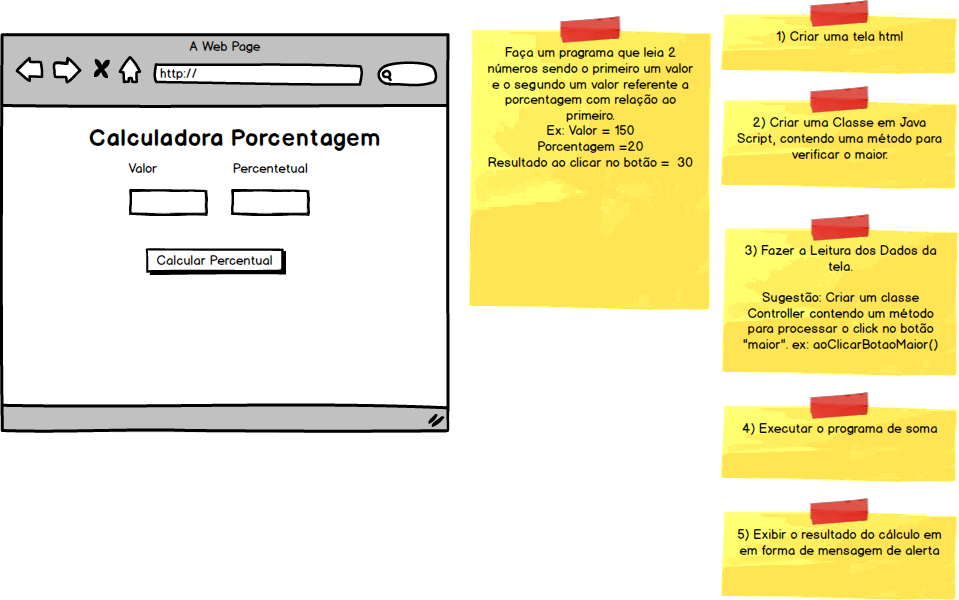 A Web Page
http://
Calculadora Porcentagem
Valor
Percentetual
Calcular Percentual
Faça um prágrama que leia 2
números sendo o primeiro um valor
e o segundo um valor referente a
porcentagem com relação ao
primeiro.
Ex: Valor = 150
Porcentagem =20
Resultado ao clicar no botão = 30
1) Criar uma tela html
2) Criar uma Classe em Java
Script, contendo uma método para
verificar o maior.
3) Fazer a Leitura dos Dados da
tela.
Sugestão: Criar um classe
Controller contendo um método
para processar o click no botão
"maior". ex: aoClicarBotaoMaior()
4) Executar o programa de soma
5) Exibir o resultado do cálculo em
em forma de mensagem de alerta